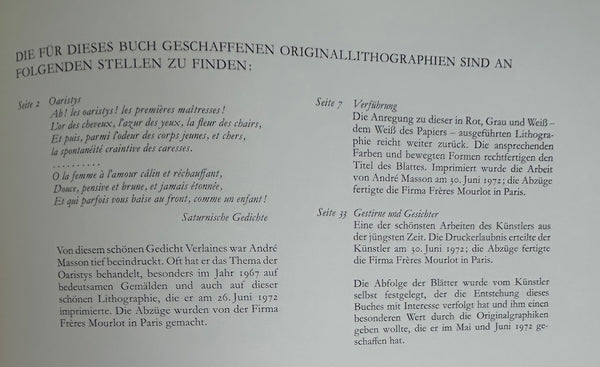 DIE FÜR DIESES BUCH GESCHAFFENEN ORIGINALLITHOGRAPHIEN SIND AN
FOLGENDEN STELLEN ZU FINDEN:
Seite 2 Oaristys
Ah! les oaristys! les premières maîtresses!
L'or des cheveux, l'azur des yeux, la fleur des chairs,
Et puis, parmi l'odeur des corps jeunes, et chers,
la spontanéité craintive des caresses.
..........
O la femme à l'amour câlin et réchauffant,
Douce, pensive et brune, et jamais étonnée,
Et qui parfois vous baise au front, comme un enfant!
Saturnische Gedichte
Von diesem schönen Gedicht Verlaines war André
Masson tief beeindruckt. Oft hat er das Thema der
Oaristys behandelt, besonders im Jahr 1967 auf
bedeutsamen Gemälden und auch auf dieser
schönen Lithographie, die er am 26. Juni 1972
imprimierte. Die Abzüge wurden von der Firma
Frères Mourlot in Paris gemacht.
Seite 7 Verführung
Die Anregung zu dieser in Rot, Grau und Weiß –
dem Weiß des Papiers – ausgeführten Lithogra-
phie reicht weiter zurück. Die ansprechenden
Farben und bewegten Formen rechtfertigen den
Titel des Blattes. Imprimiert wurde die Arbeit
von André Masson am 30. Juni 1972; die Abzüge
fertigte die Firma Frères Mourlot in Paris.
Seite 33 Gestirne und Gesichter
Eine der schönsten Arbeiten des Künstlers aus
der jüngsten Zeit. Die Druckerlaubnis erteilte der
Künstler am 30. Juni 1972; die Abzüge fertigte
die Firma Frères Mourlot in Paris.
Die Abfolge der Blätter wurde vom Künstler
selbst festgelegt, der die Entstehung dieses
Buches mit Interesse verfolgt hat und ihm einen
besonderen Wert durch die Originalgraphiken
geben wollte, die er im Mai und Juni 1972 ge-
schaffen hat.